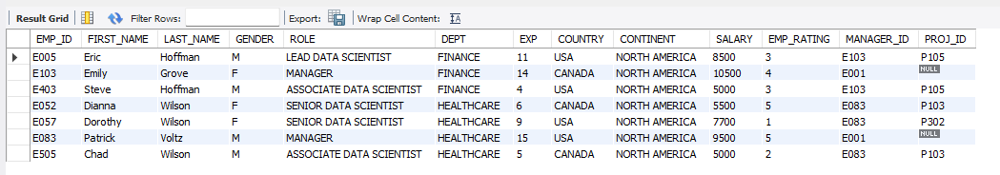 Result Grid Filter Rows: Export: Wrap Cell Content: IA
EMP_ID FIRST_NAME LAST_NAME GENDER ROLE DEPT EXP COUNTRY CONTINENT SALARY EMP_RATING MANAGER_ID PROJ_ID
E005 Eric Hoffman M LEAD DATA SCIENTIST FINANCE 11 USA NORTH AMERICA 8500 3 E103 P105
E103 Emily Grove F MANAGER FINANCE 14 CANADA NORTH AMERICA 10500 4 E001 NULL
E403 Steve Hoffman M ASSOCIATE DATA SCIENTIST FINANCE 4 USA NORTH AMERICA 5000 3 E103 P105
E052 Dianna Wilson F SENIOR DATA SCIENTIST HEALTHCARE 6 CANADA NORTH AMERICA 5500 5 E083 P103
E057 Dorothy Wilson F SENIOR DATA SCIENTIST HEALTHCARE 9 USA NORTH AMERICA 7700 1 E083 P302
E083 Patrick Voltz M MANAGER HEALTHCARE 15 USA NORTH AMERICA 9500 5 E001 NULL
E505 Chad Wilson M ASSOCIATE DATA SCIENTIST HEALTHCARE 5 CANADA NORTH AMERICA 5000 2 E083 P103